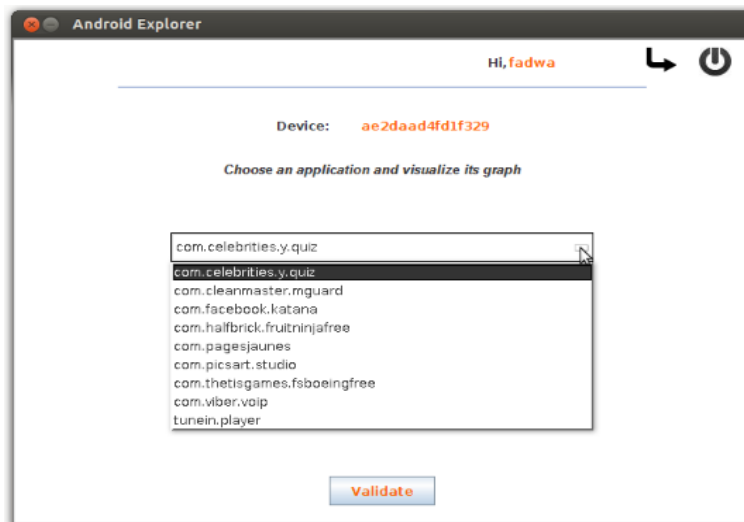 Android Explorer
Hi,fadwa
Device: ae2daad4fd1f329
Choose an application and visualize its graph
com.celebrities.y.quiz
com.celebrities.y.quiz
com.cleanmaster.mguard
com.facebook.katana
com.halfbrick.fruitninjafree
com.pagesjaunes
com.picsart.studio
com.thetisgames.fsboeingfree
com.viber.voip
tunein.player
Validate